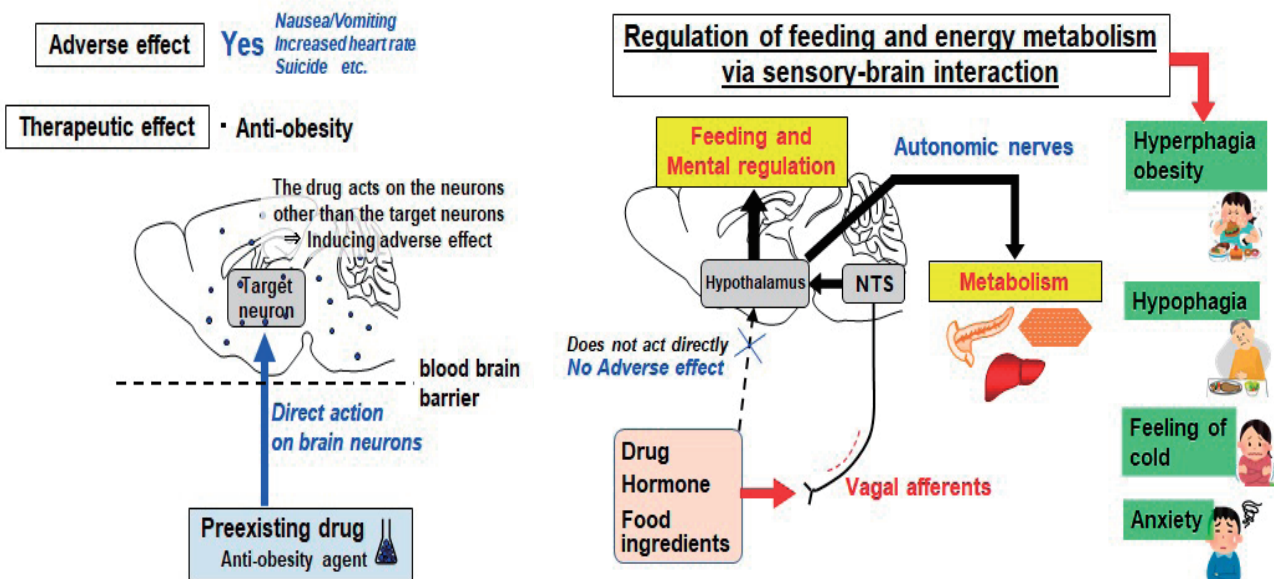 Adverse effect
Yes
Nausea/Vomiting
Increased heart rate
Suicide etc.
Therapeutic effect
· Anti-obesity
The drug acts on the neurons
other than the target neurons
⇒ Inducing adverse effect
Target
neuron
blood brain
barrier
Direct action
on brain neurons
Preexisting drug
Anti-obesity agent
Regulation of feeding and energy metabolism
via sensory-brain interaction
Feeding and
Mental regulation
Autonomic nerves
Hypothalamus
NTS
Metabolism
Does not act directly
No Adverse effect
Drug
Hormone
Food
ingredients
Vagal afferents
Hyperphagia
obesity
Hypophagia
Feeling of
cold
Anxiety